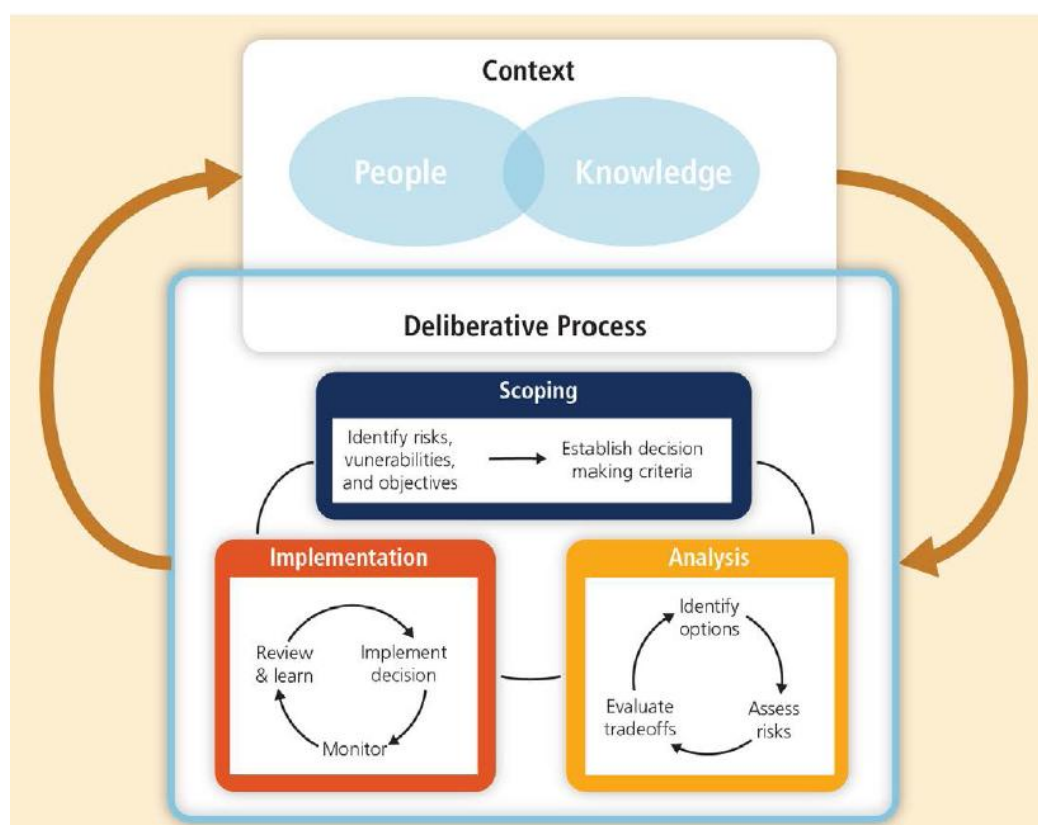 Context
People
Knowledge
Deliberative Process
Scoping
Identify risks,
vunerabilities,
and objectives
Establish decision
making criteria
Implementation
Review
& learn
Implement
decision
Monitor
Analysis
Identify
options
Evaluate
tradeoffs
Assess
risks